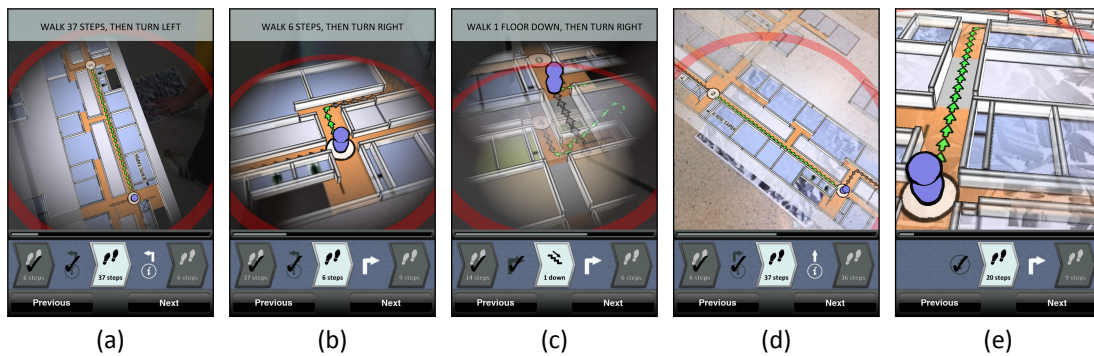 WALK 37 STEPS, THEN TURN LEFT
6 steps
37 steps
i
6 steps
Previous
Next
(a)
WALK 6 STEPS, THEN TURN RIGHT
37 steps
6 steps
9 steps
Previous
Next
(b)
WALK 1 FLOOR DOWN, THEN TURN RIGHT
14 steps
1 down
6 steps
Previous
Next
(c)
6 steps
37 steps
i
36 steps
Previous
Next
(d)
20 steps
9 steps
Previous
Next
(e)